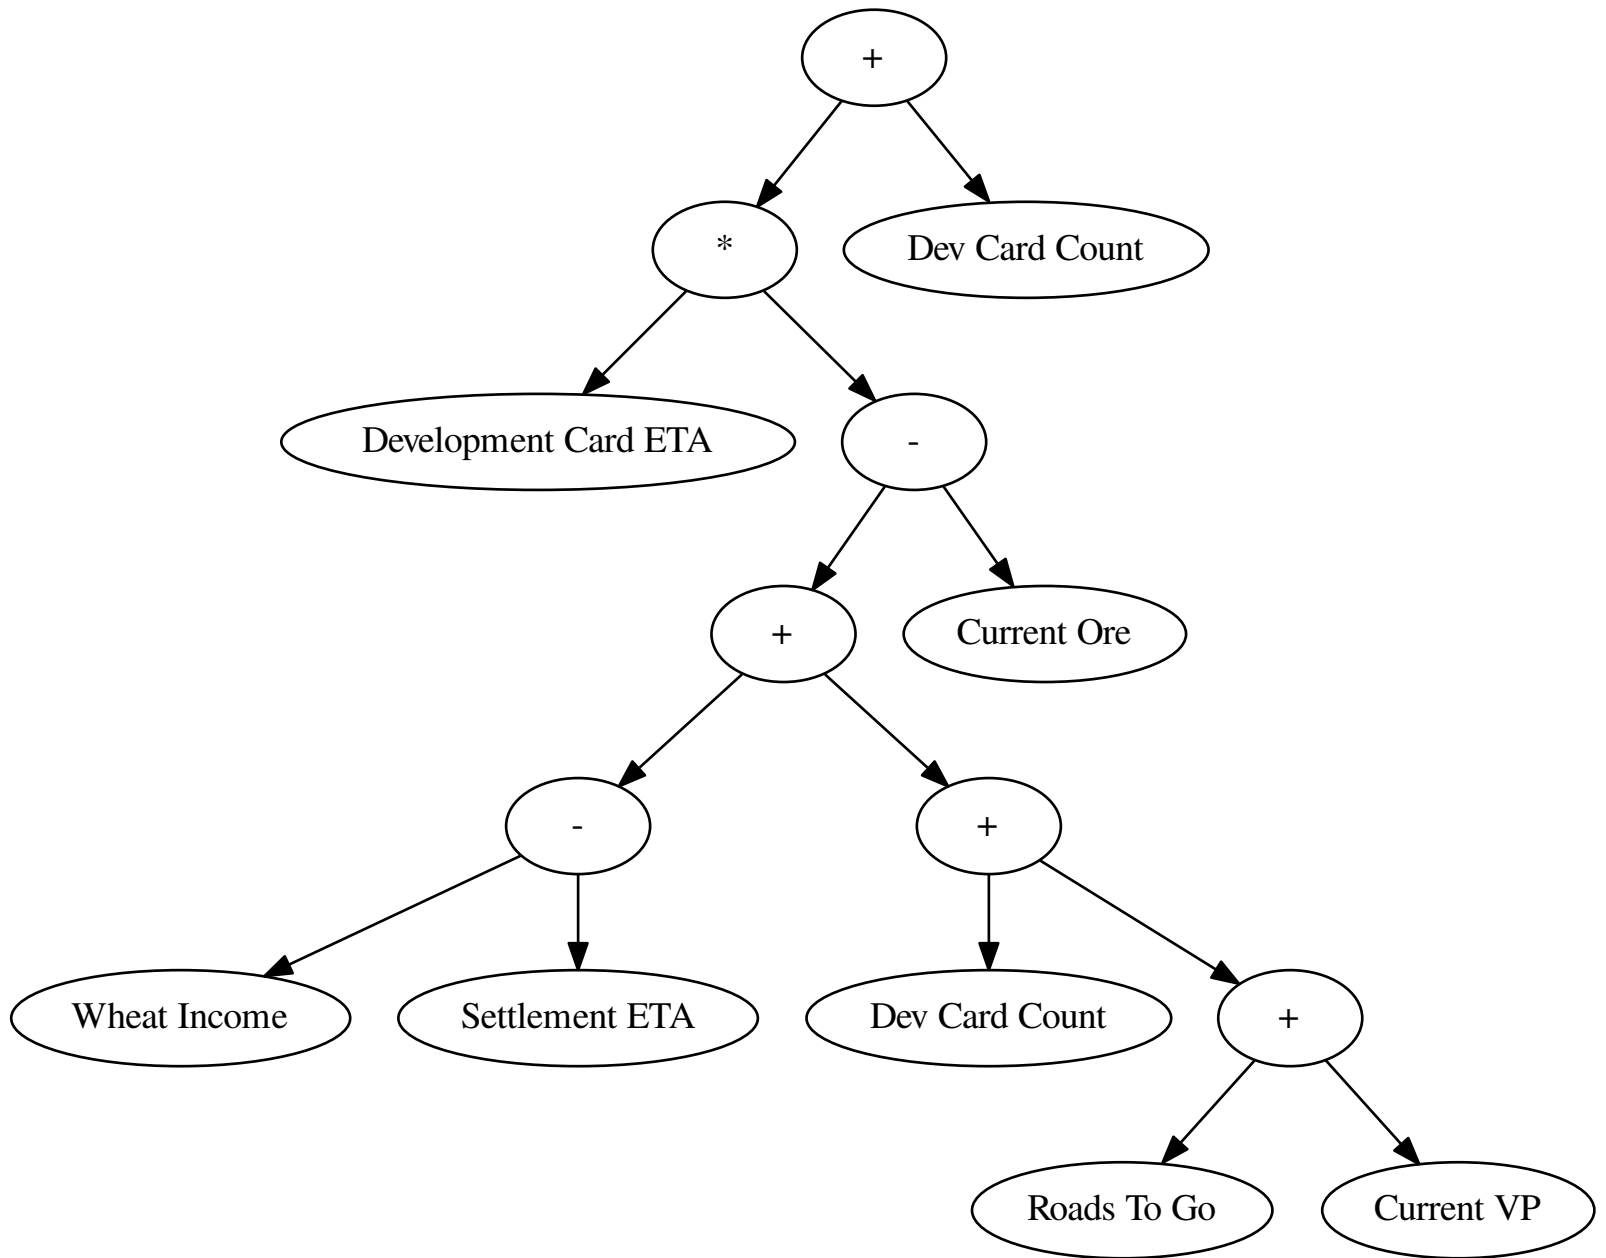 +
*
Dev Card Count
Development Card ETA
-
+
Current Ore
-
+
Wheat Income
Settlement ETA
Dev Card Count
+
Roads To Go
Current VP